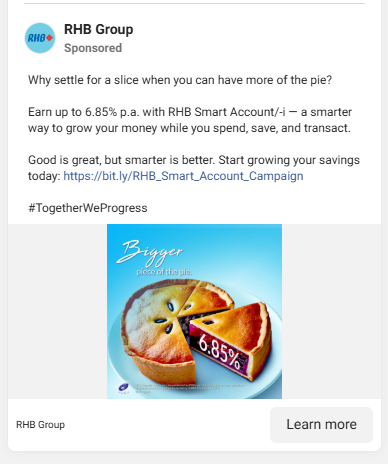 RHB
RHB Group
Sponsored
Why settle for a slice when you can have more of the pie?
Earn up to 6.85% p.a. with RHB Smart Account/-i — a smarter
way to grow your money while you spend, save, and transact.
Good is great, but smarter is better. Start growing your savings
today: https://bit.ly/RHB_Smart_Account_Campaign
#TogetherWeProgress
Bigger
piece of the pie.
6.85%
RHB Group
Learn more